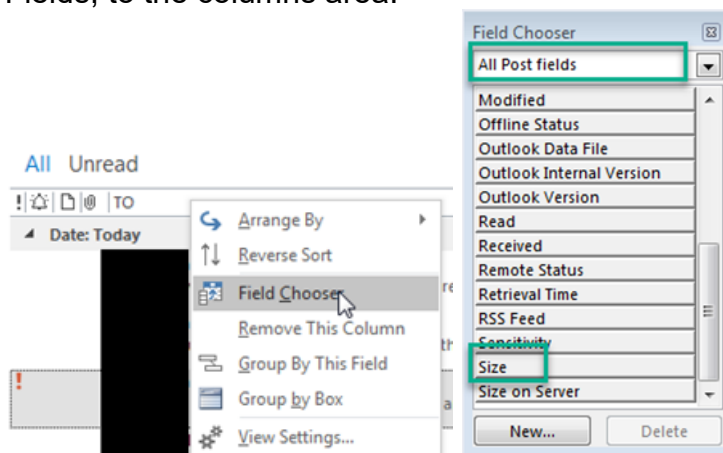 Fields, to the columns area.
All Unread
! TO
Date: Today
Arrange By
Reverse Sort
Field Chooser
Remove This Column
Group By This Field
Group by Box
View Settings...
!
Field Chooser
All Post fields
Modified
Offline Status
Outlook Data File
Outlook Internal Version
Outlook Version
Read
Received
Remote Status
Retrieval Time
RSS Feed
Sensitivity
Size
Size on Server
New... Delete